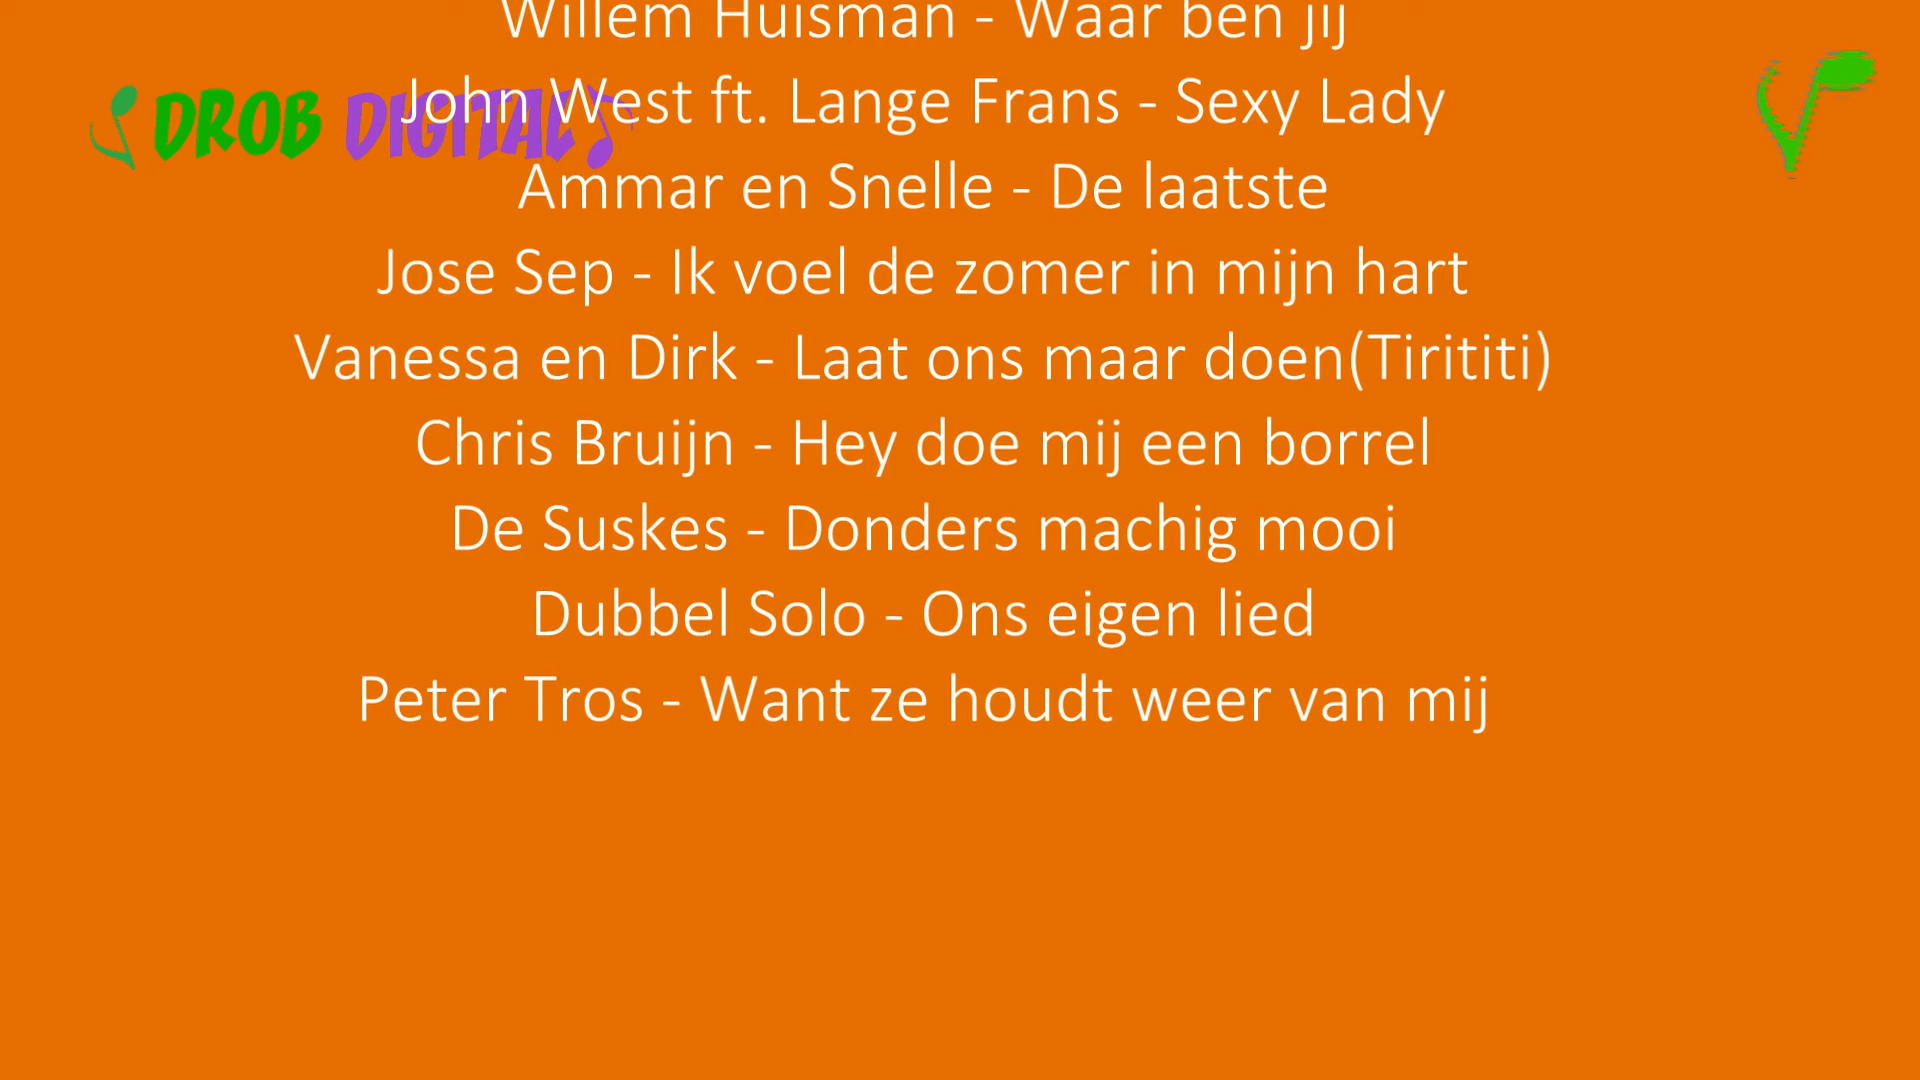 Willem Huisman - Waar ben jij
DROB DIGITAL
John West ft. Lange Frans - Sexy Lady
Ammar en Snelle - De laatste
Jose Sep - Ik voel de zomer in mijn hart
Vanessa en Dirk - Laat ons maar doen(Tirititi)
Chris Bruijn - Hey doe mij een borrel
De Suskes - Donders machig mooi
Dubbel Solo - Ons eigen lied
Peter Tros - Want ze houdt weer van mij